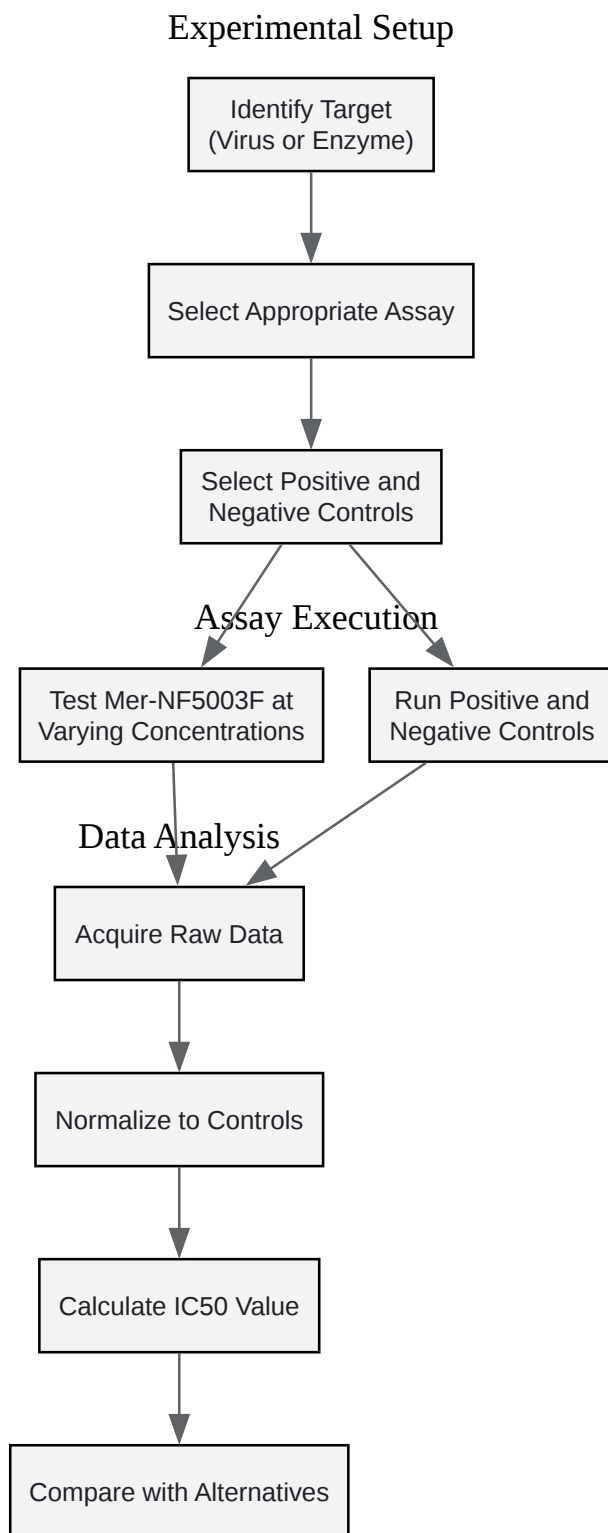 Experimental Setup
Identify Target
(Virus or Enzyme)
Select Appropriate Assay
Select Positive and
Negative Controls
Assay Execution
Test Mer-NF5003F at
Varying Concentrations
Run Positive and
Negative Controls
Data Analysis
Acquire Raw Data
Normalize to Controls
Calculate IC50 Value
Compare with Alternatives